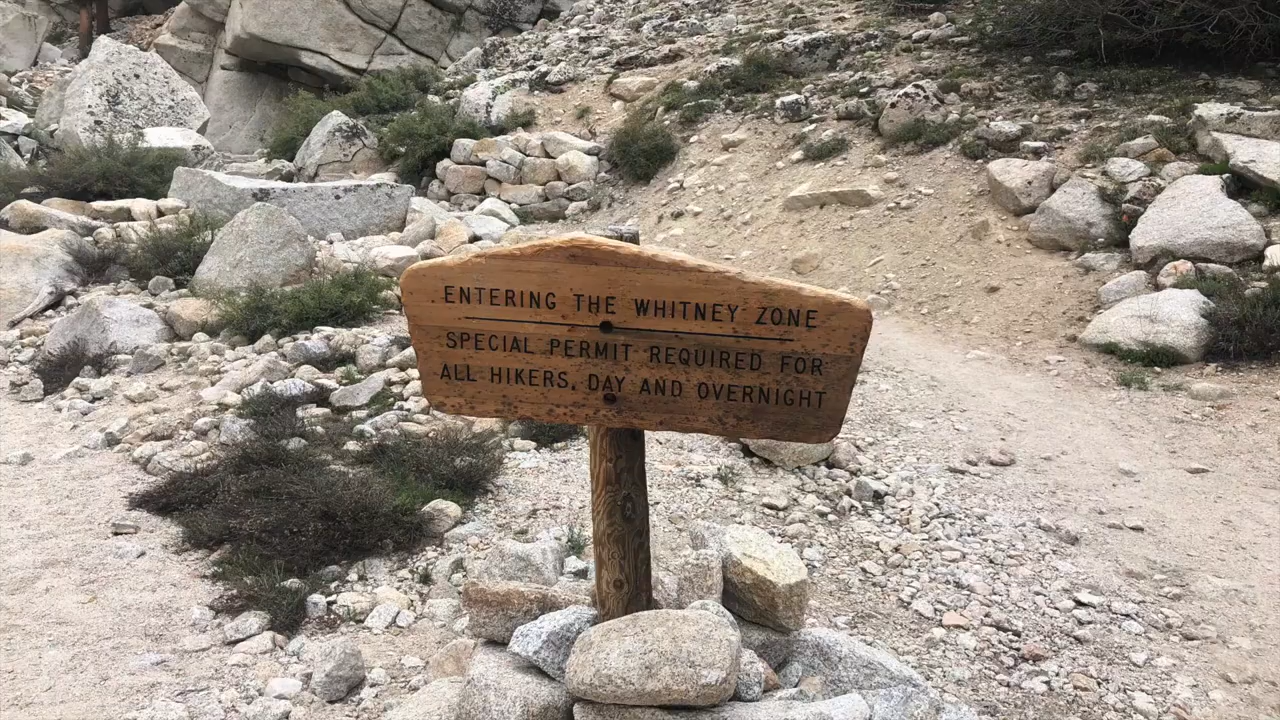 ENTERING THE WHITNEY ZONE
SPECIAL PERMIT REQUIRED FOR
ALL HIKERS, DAY AND OVERNIGHT